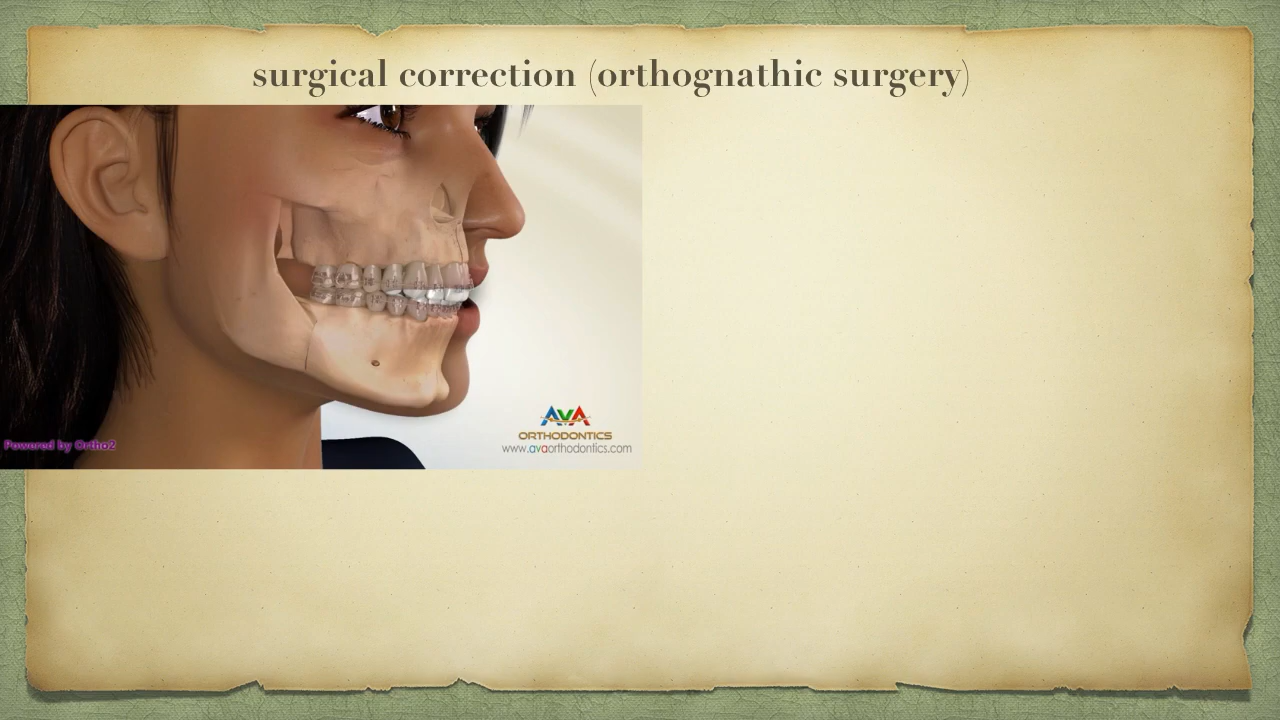 surgical correction (orthognathic surgery)
AVA
ORTHODONTICS
www.avaorthodontics.com
Powered by Ortho2